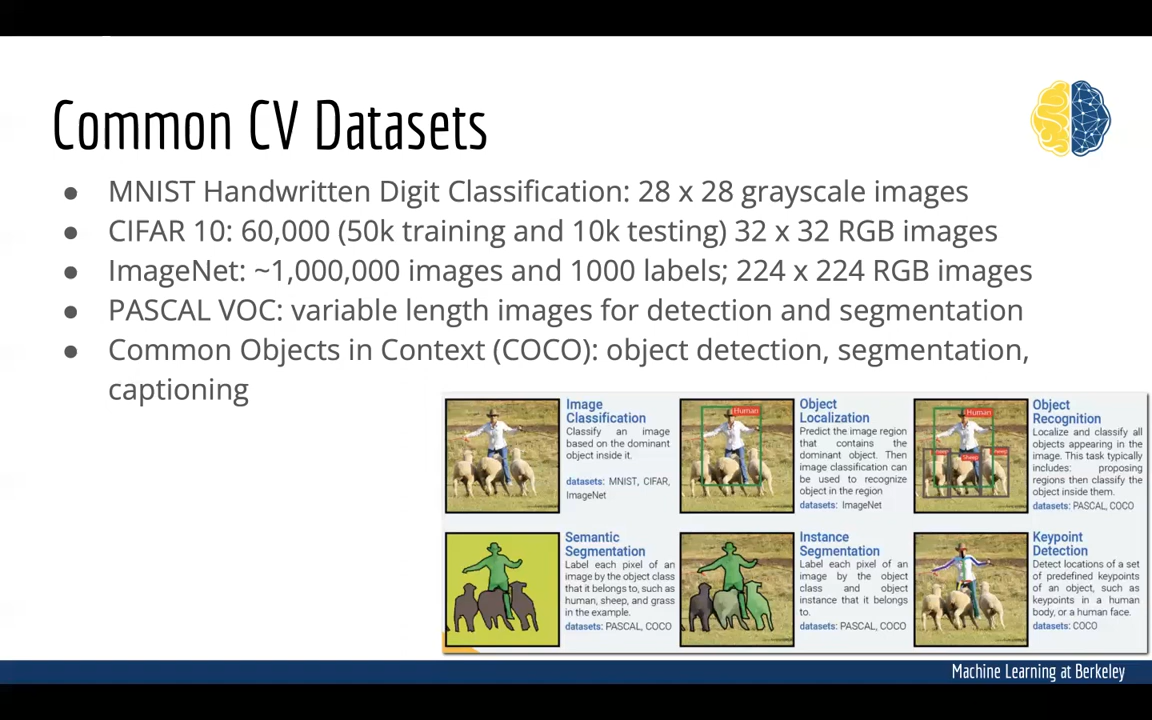 Common CV Datasets
● MNIST Handwritten Digit Classification: 28 x 28 grayscale images
● CIFAR 10: 60,000 (50k training and 10k testing) 32 x 32 RGB images
● ImageNet: ~1,000,000 images and 1000 labels; 224 x 224 RGB images
● PASCAL VOC: variable length images for detection and segmentation
● Common Objects in Context (COCO): object detection, segmentation,
captioning
Image
Classification
Classify an image
based on the dominant
object inside it.
datasets: MNIST, CIFAR,
ImageNet
Human
Object
Localization
Predict the image region
that contains the
dominant object. Then
image classification can
be used to recognize
object in the region
datasets: ImageNet
Human
Sheep
Object
Recognition
Localize and classify all
objects appearing in the
image. This task typically
includes: proposing
regions then classify the
object inside them.
datasets: PASCAL, COCO
Semantic
Segmentation
Label each pixel of an
image by the object class
that it belongs to, such as
human, sheep, and grass
in the example.
datasets: PASCAL, COCO
Instance
Segmentation
Label each pixel of an
image by the object
class and object
instance that it belongs
to.
datasets: PASCAL, COCO
Keypoint
Detection
Detect locations of a set
of predefined keypoints
of an object, such as
keypoints in a human
body, or a human face.
datasets: COCO
Machine Learning at Berkeley